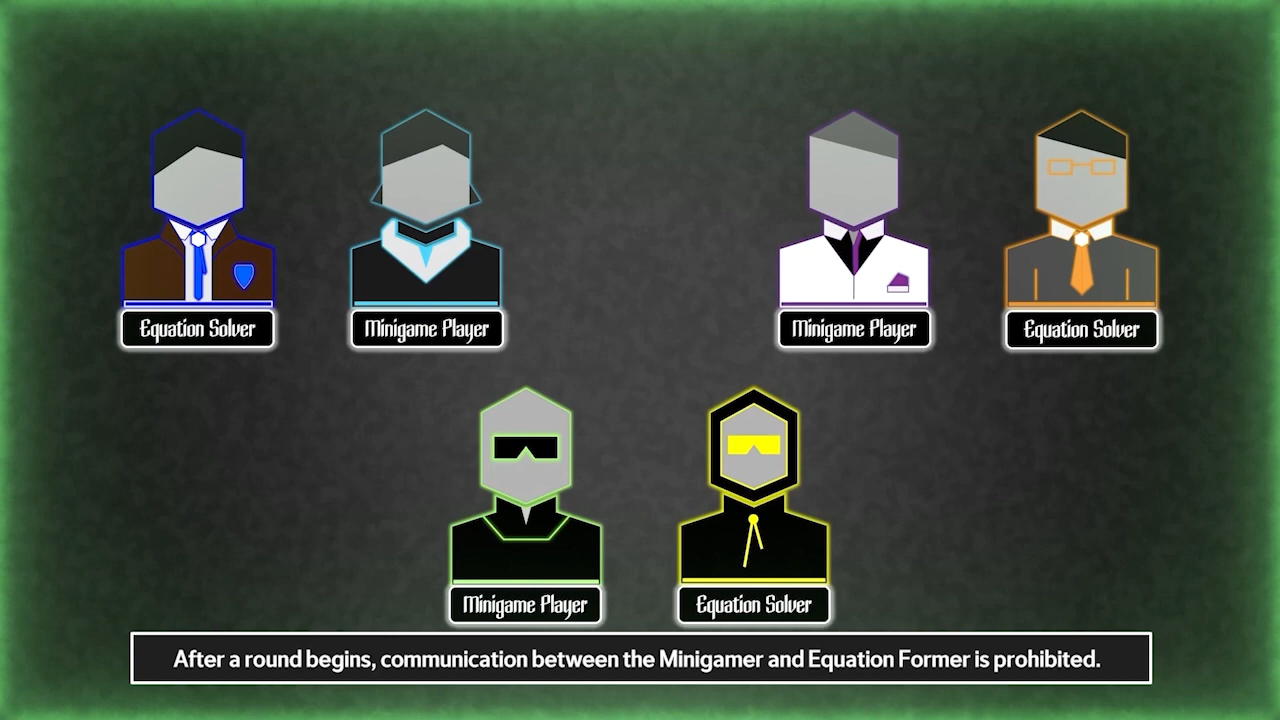 Equation Solver
Minigame Player
Minigame Player
Equation Solver
Minigame Player
Equation Solver
After a round begins, communication between the Minigamer and Equation Former is prohibited.